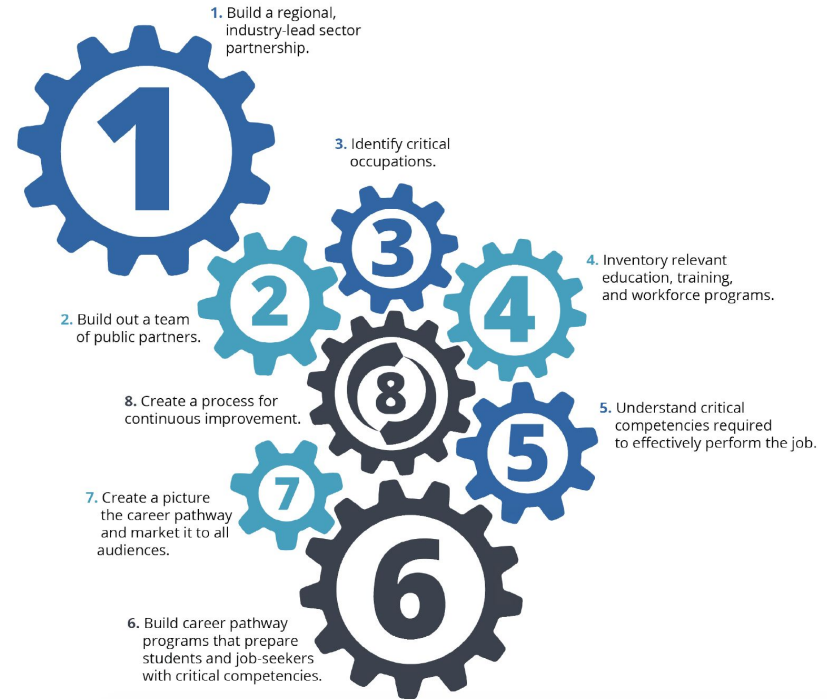 1. Build a regional,
industry-lead sector
partnership.
1
3. Identify critical
occupations.
3
4. Inventory relevant
education, training,
and workforce programs.
2
4
2. Build out a team
of public partners.
8. Create a process for
continuous improvement.
8
5. Understand critical
competencies required
to effectively perform the job.
5
7. Create a picture
the career pathway
and market it to all
audiences.
7
6
6. Build career pathway
programs that prepare
students and job-seekers
with critical competencies.